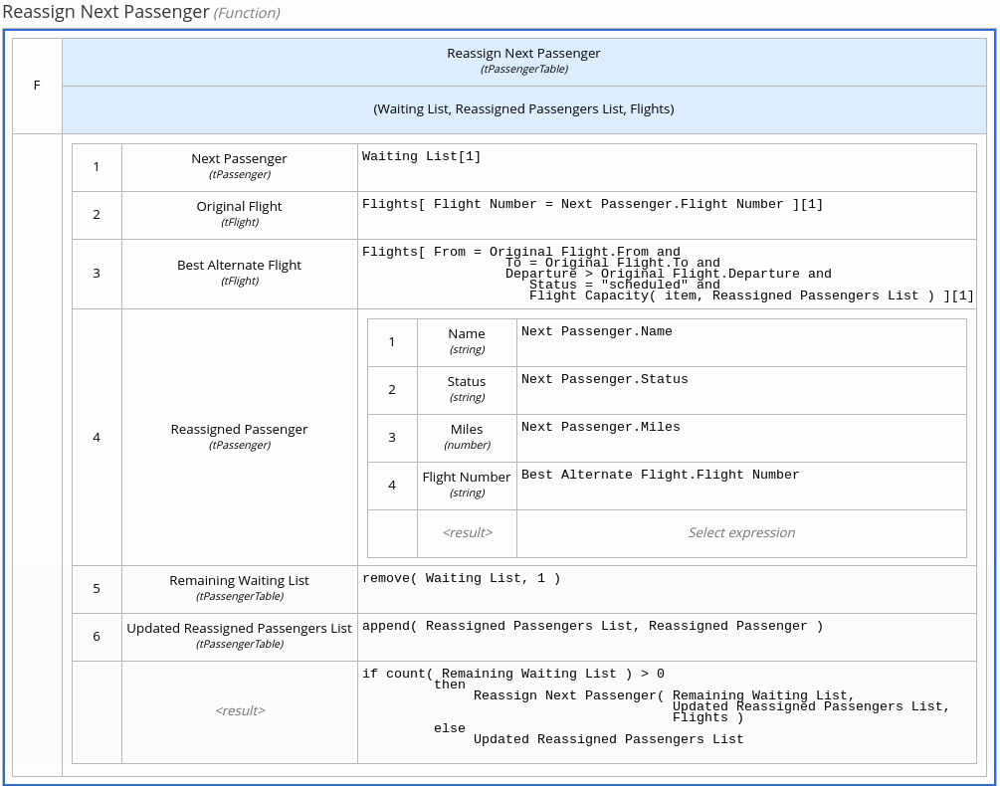 Reassign Next Passenger (Function)
F
Reassign Next Passenger
(tPassengerTable)
(Waiting List, Reassigned Passengers List, Flights)
1
Next Passenger
(tPassenger)
Waiting List[1]
2
Original Flight
(tFlight)
Flights[ Flight Number = Next Passenger.Flight Number ][1]
3
Best Alternate Flight
(tFlight)
Flights[ From = Original Flight.From and
To = Original Flight.To and
Departure > Original Flight.Departure and
Status = "scheduled" and
Flight Capacity( item, Reassigned Passengers List ) ][1]
4
Reassigned Passenger
(tPassenger)
1
Name
(string)
Next Passenger.Name
2
Status
(string)
Next Passenger.Status
3
Miles
(number)
Next Passenger.Miles
4
Flight Number
(string)
Best Alternate Flight.Flight Number
<result>
Select expression
5
Remaining Waiting List
(tPassengerTable)
remove( Waiting List, 1 )
6
Updated Reassigned Passengers List
(tPassengerTable)
append( Reassigned Passengers List, Reassigned Passenger )
<result>
if count( Remaining Waiting List ) > 0
then
Reassign Next Passenger( Remaining Waiting List,
Updated Reassigned Passengers List,
Flights )
else
Updated Reassigned Passengers List